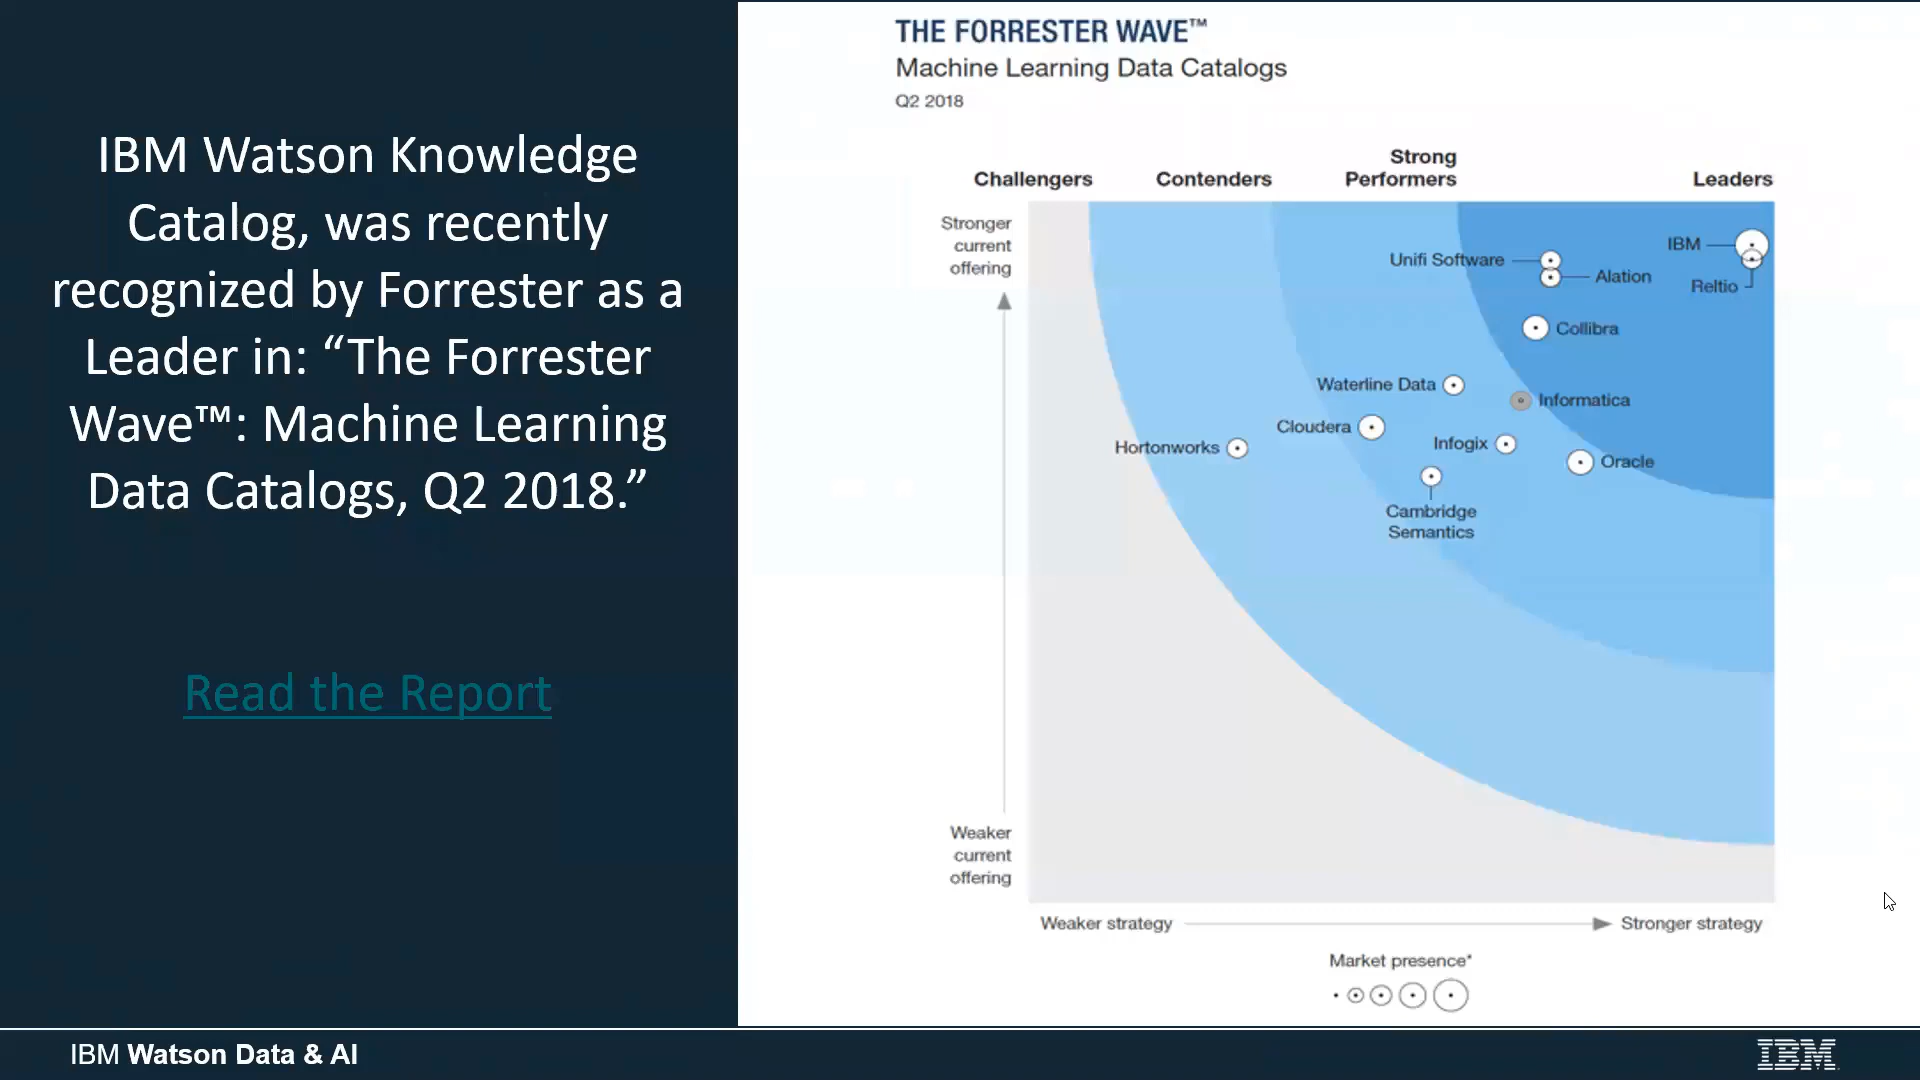 IBM Watson Knowledge
Catalog, was recently
recognized by Forrester as a
Leader in: “The Forrester
Wave™: Machine Learning
Data Catalogs, Q2 2018.”
Read the Report
THE FORRESTER WAVE™
Machine Learning Data Catalogs
Q2 2018
Challengers
Contenders
Strong
Performers
Leaders
Stronger
current
offering
IBM
Unifi Software
Alation
Reltio
Collibra
Waterline Data
Informatica
Cloudera
Infogix
Hortonworks
Oracle
Cambridge
Semantics
Weaker
current
offering
Weaker strategy
Stronger strategy
Market presence*
IBM Watson Data & AI
IBM